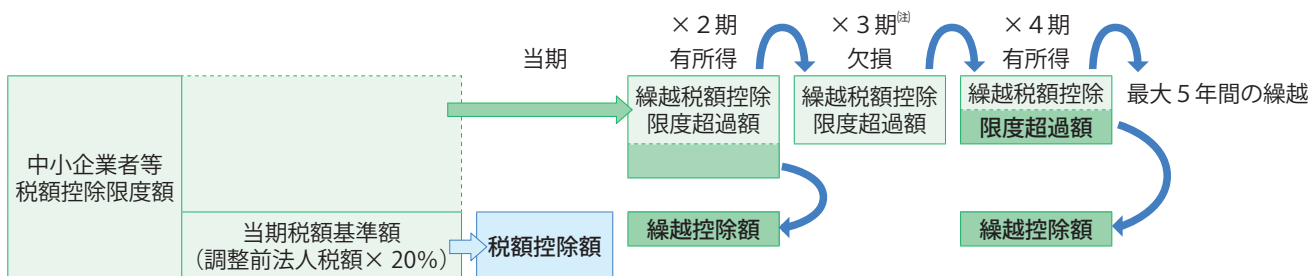 当期
×２期
有所得
×３期(注)
欠損
×４期
有所得
繰越税額控除
限度超過額
繰越税額控除
限度超過額
繰越税額控除
限度超過額
最大５年間の繰越
中小企業者等
税額控除限度額
当期税額基準額
（調整前法人税額× 20%）
税額控除額
繰越控除額
繰越控除額